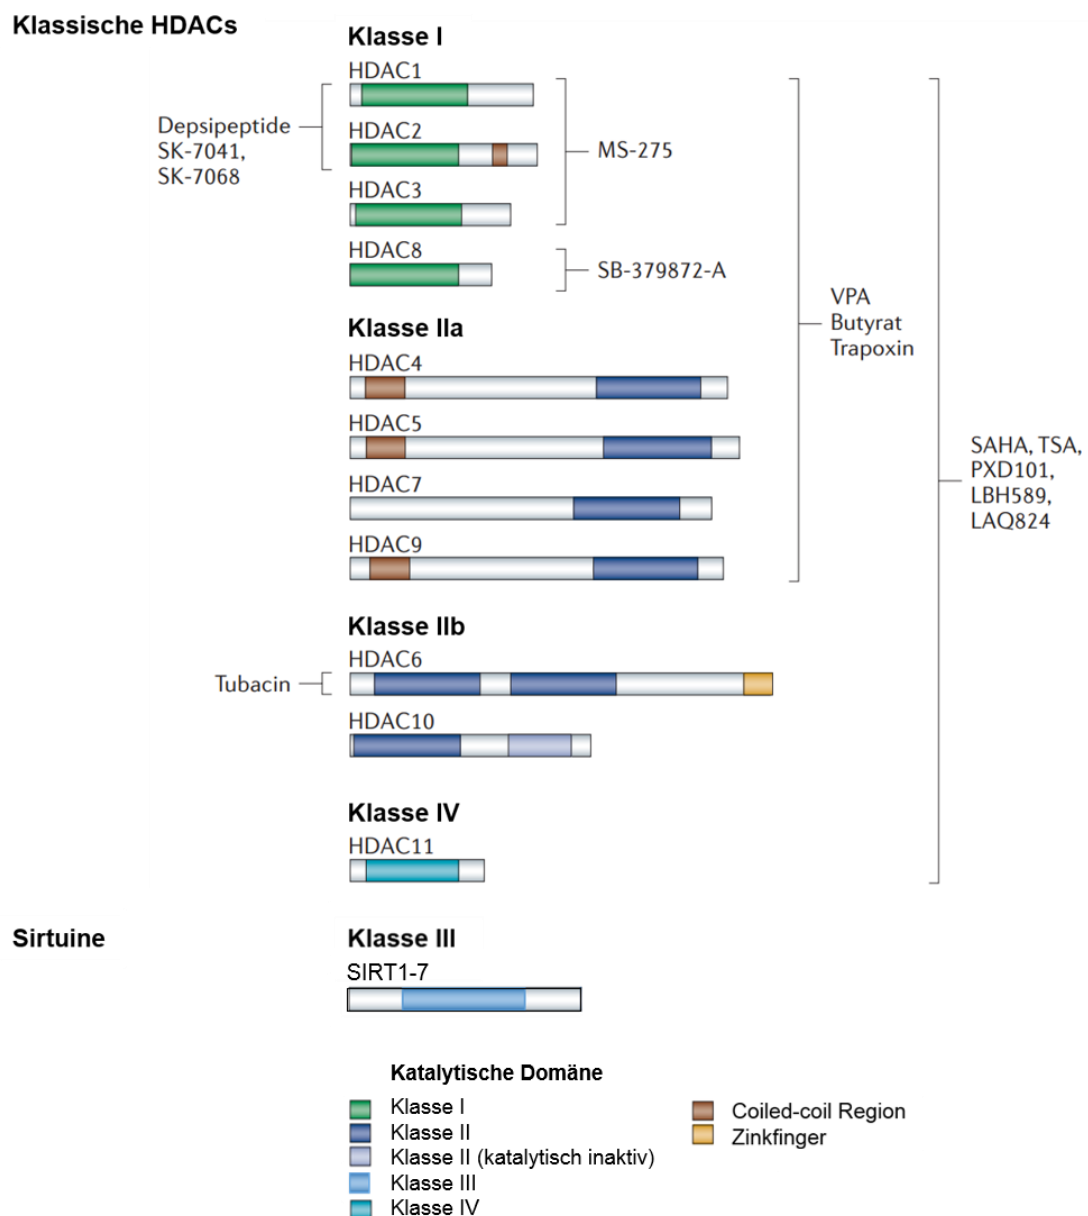 Klassische HDACs
Klasse I
HDAC1
Depsipeptide
SK-7041,
SK-7068
HDAC2
MS-275
HDAC3
HDAC8
SB-379872-A
VPA
Butyrat
Trapoxin
Klasse IIa
HDAC4
HDAC5
SAHA, TSA,
PXD101,
LBH589,
LAQ824
HDAC7
HDAC9
Klasse IIb
HDAC6
Tubacin
HDAC10
Klasse IV
HDAC11
Sirtuine
Klasse III
SIRT1-7
Katalytische Domäne
Klasse I
Klasse II
Klasse II (katalytisch inaktiv)
Klasse III
Klasse IV
Coiled-coil Region
Zinkfinger